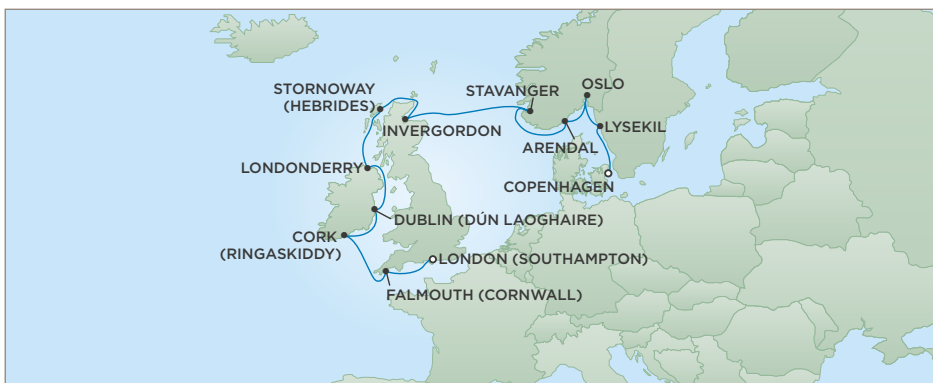 OSLO
STORNOWAY
(HEBRIDES)
STAVANGER
INVERGORDON
LYSEKIL
ARENDAL
LONDONDERRY
COPENHAGEN
DUBLIN (DÚN LAOGHAIRE)
CORK
(RINGASKIDDY)
LONDON (SOUTHAMPTON)
FALMOUTH (CORNWALL)